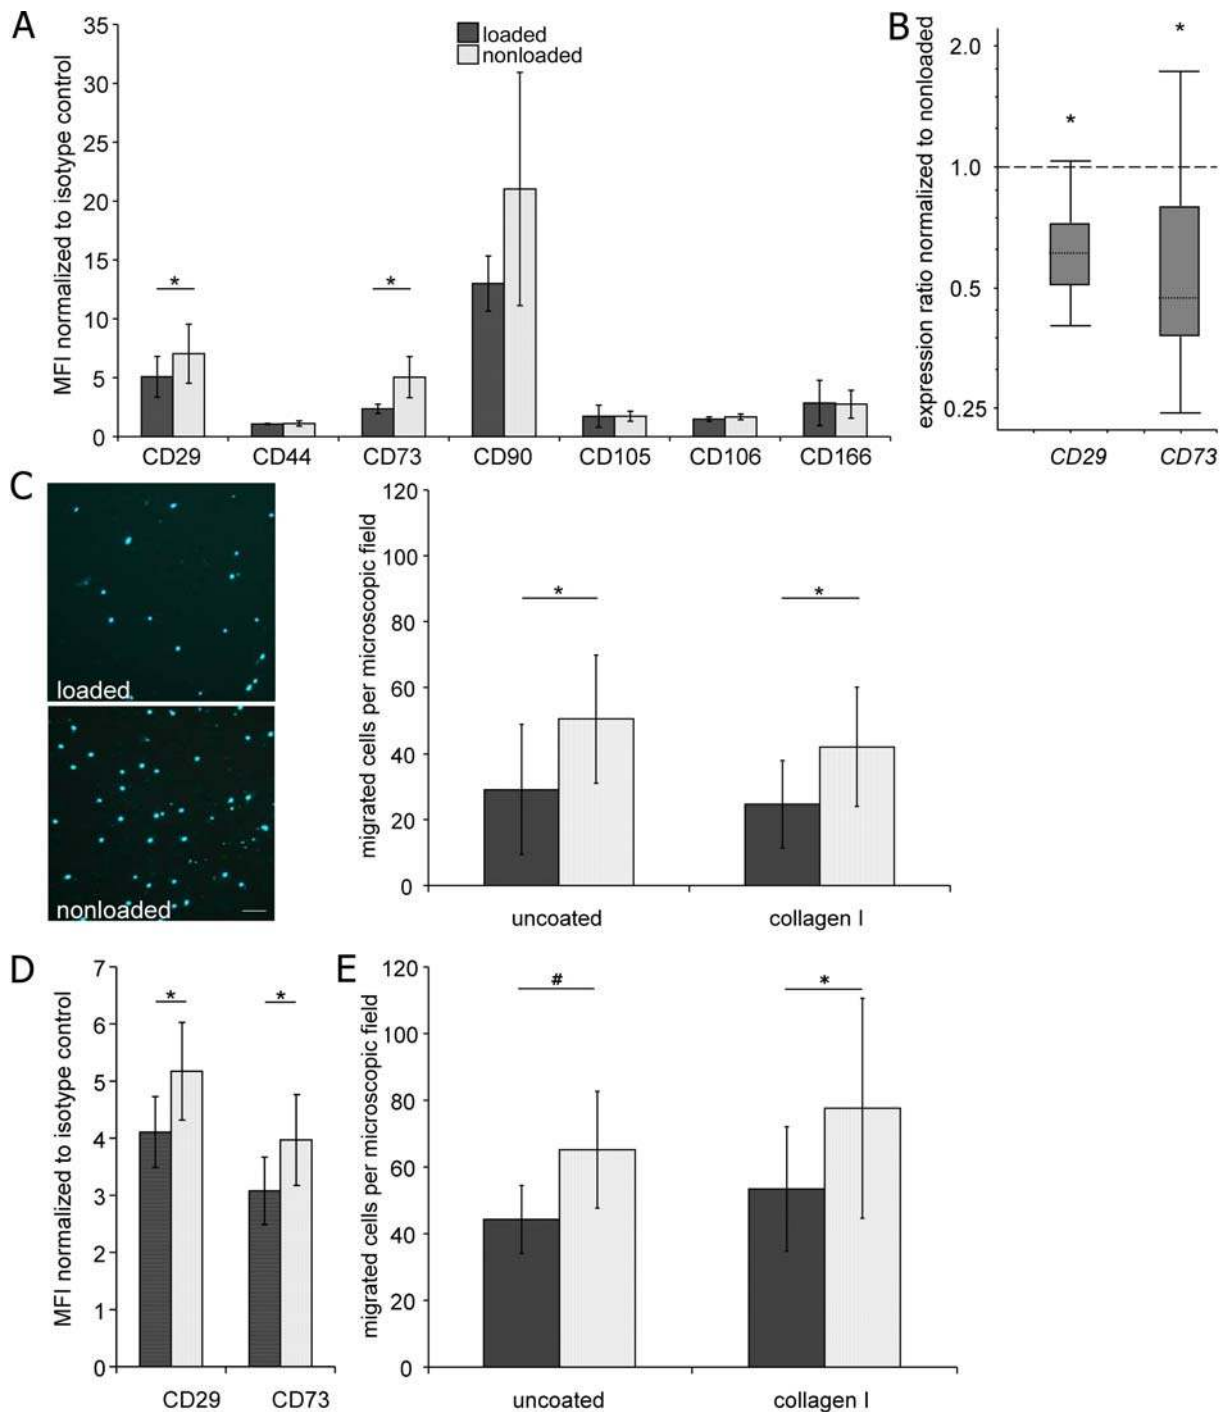 A
MFI normalized to isotype control
35
30
25
20
15
10
5
0
loaded
nonloaded
*
*
CD29
CD44
CD73
CD90
CD105
CD106
CD166
B
expression ratio normalized to nonloaded
2.0
1.0
0.5
0.25
*
*
CD29
CD73
C
loaded
nonloaded
migrated cells per microscopic field
120
100
80
60
40
20
0
*
*
uncoated
collagen I
D
MFI normalized to isotype control
7
6
5
4
3
2
1
0
*
*
CD29
CD73
E
migrated cells per microscopic field
120
100
80
60
40
20
0
#
*
uncoated
collagen I